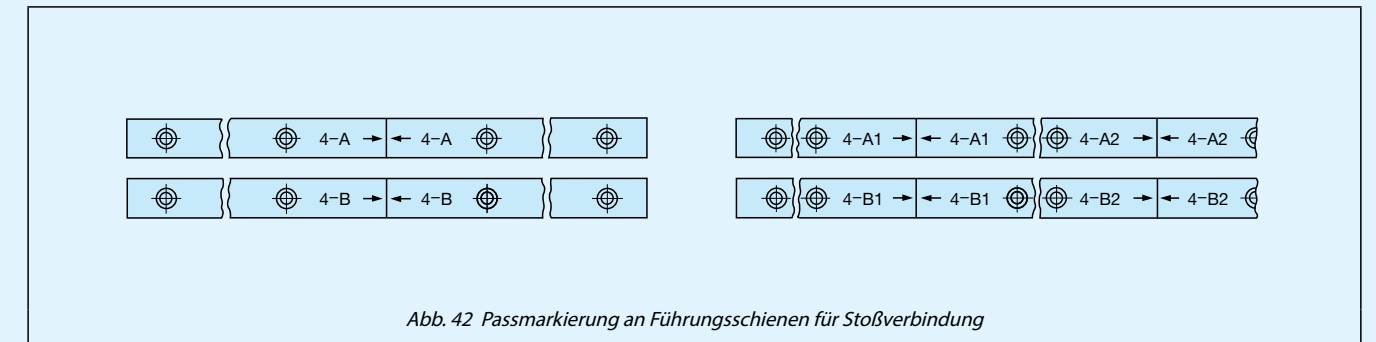 4-A → ← 4-A
4-B → ← 4-B
4-A1 → ← 4-A1 4-A2 → ← 4-A2
4-B1 → ← 4-B1 4-B2 → ← 4-B2
Abb. 42 Passmarkierung an Führungsschienen für Stoßverbindung